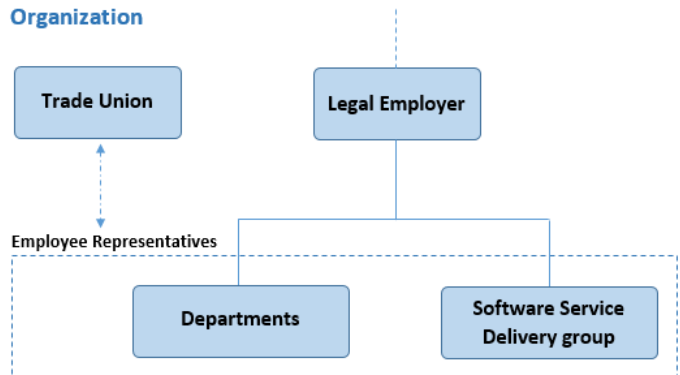 Organization
Trade Union
Legal Employer
Employee Representatives
Departments
Software Service
Delivery group